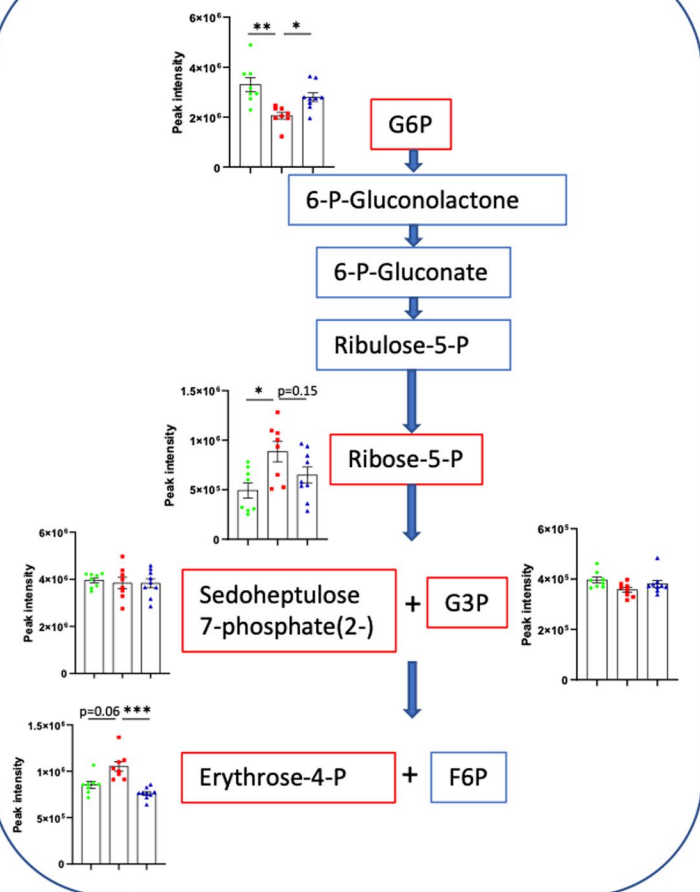 6×10⁶
** *
4×10⁶
2×10⁶
0
Peak intensity
G6P
6-P-Gluconolactone
6-P-Gluconate
Ribulose-5-P
1.5×10⁶
* p=0.15
1×10⁶
5×10⁵
0
Peak intensity
Ribose-5-P
6×10⁶
4×10⁶
2×10⁶
0
Peak intensity
Sedoheptulose
7-phosphate(2-)
+
G3P
6×10⁵
4×10⁵
2×10⁵
0
Peak intensity
p=0.06 ***
1.5×10⁶
1×10⁶
5×10⁵
0
Peak intensity
Erythrose-4-P + F6P